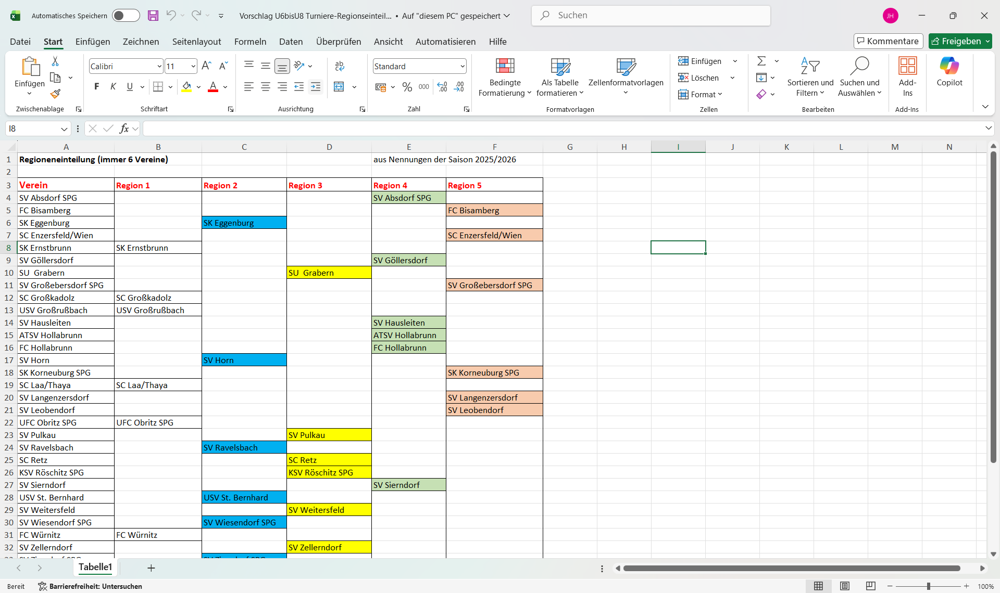 Automatisches Speichern
Vorschlag U6bisU8 Turniere-Regionseinteil... • Auf "diesem PC" gespeichert
Suchen
JH
Datei Start Einfügen Zeichnen Seitenlayout Formeln Daten Überprüfen Ansicht Automatisieren Hilfe
Kommentare Freigeben
Einfügen
Zwischenablage
Calibri 11
F K U
Schriftart
Ausrichtung
Standard
% 000
Zahl
Bedingte Formatierung
Als Tabelle formatieren
Zellenformatvorlagen
Formatvorlagen
Einfügen
Löschen
Format
Zellen
Sortieren und Filtern
Suchen und Auswählen
Bearbeiten
Add-Ins
Add-Ins
Copilot
I8 fx
A B C D E F G H I J K L M N
1 Regioneneinteilung (immer 6 Vereine) aus Nennungen der Saison 2025/2026
2
3 Verein Region 1 Region 2 Region 3 Region 4 Region 5
4 SV Absdorf SPG SV Absdorf SPG
5 FC Bisamberg FC Bisamberg
6 SK Eggenburg SK Eggenburg
7 SC Enzersfeld/Wien SC Enzersfeld/Wien
8 SK Ernstbrunn SK Ernstbrunn
9 SV Göllersdorf SV Göllersdorf
10 SU  Grabern SU  Grabern
11 SV Großebersdorf SPG SV Großebersdorf SPG
12 SC Großkadolz SC Großkadolz
13 USV Großrußbach USV Großrußbach
14 SV Hausleiten SV Hausleiten
15 ATSV Hollabrunn ATSV Hollabrunn
16 FC Hollabrunn FC Hollabrunn
17 SV Horn SV Horn
18 SK Korneuburg SPG SK Korneuburg SPG
19 SC Laa/Thaya SC Laa/Thaya
20 SV Langenzersdorf SV Langenzersdorf
21 SV Leobendorf SV Leobendorf
22 UFC Obritz SPG UFC Obritz SPG
23 SV Pulkau SV Pulkau
24 SV Ravelsbach SV Ravelsbach
25 SC Retz SC Retz
26 KSV Röschitz SPG KSV Röschitz SPG
27 SV Sierndorf SV Sierndorf
28 USV St. Bernhard USV St. Bernhard
29 SV Weitersfeld SV Weitersfeld
30 SV Wiesendorf SPG SV Wiesendorf SPG
31 FC Würnitz FC Würnitz
32 SV Zellerndorf SV Zellerndorf
Tabelle1
Bereit Barrierefreiheit: Untersuchen 100%